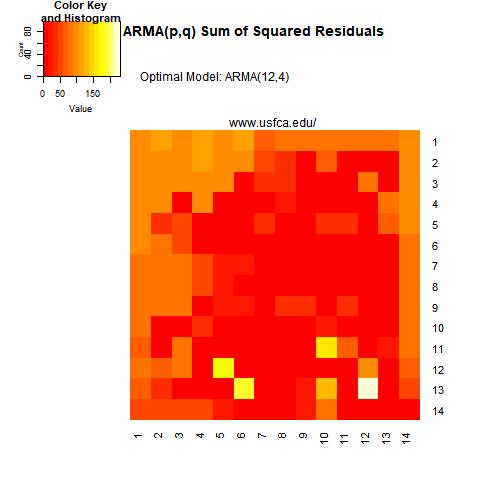 Color Key
and Histogram
Count
0 40 80
0 50 150
Value
ARMA(p,q) Sum of Squared Residuals
Optimal Model: ARMA(12,4)
www.usfca.edu/
1
2
3
4
5
6
7
8
9
10
11
12
13
14
1 2 3 4 5 6 7 8 9 10 11 12 13 14